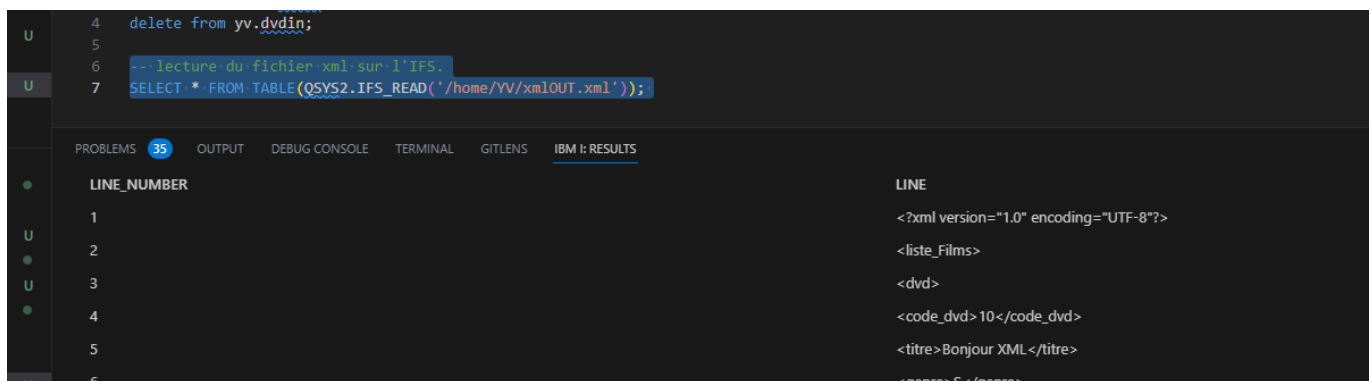 U
4 delete from yv.dvdin;
5
6 -- lecture du fichier xml sur l'IFS.
U 7 SELECT * FROM TABLE(QSYS2.IFS_READ('/home/YV/xmlOUT.xml'));
PROBLEMS 35 OUTPUT DEBUG CONSOLE TERMINAL GITLENS IBM I: RESULTS
LINE_NUMBER LINE
1 <?xml version="1.0" encoding="UTF-8"?>
U
2 <liste_Films>
U 3 <dvd>
4 <code_dvd>10</code_dvd>
5 <titre>Bonjour XML</titre>